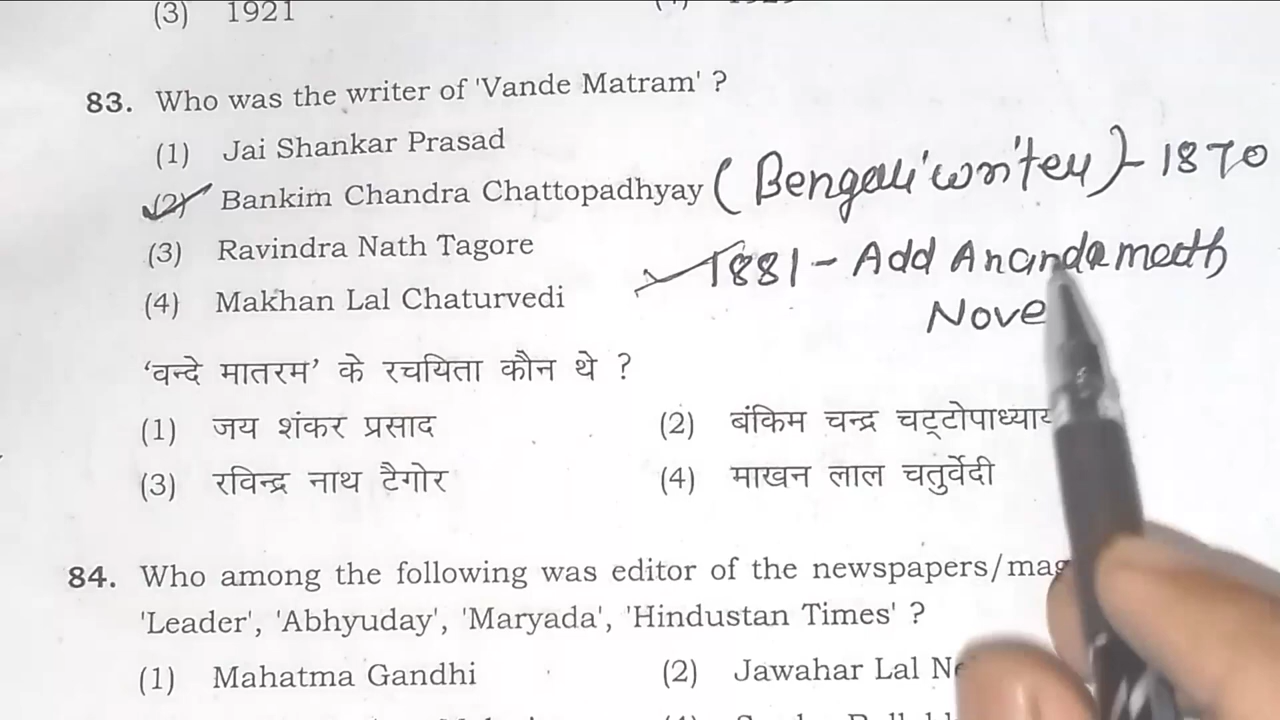 (3) 1921
83. Who was the writer of 'Vande Matram' ?
(1) Jai Shankar Prasad
(2) Bankim Chandra Chattopadhyay (Bengali writer) - 1870
(3) Ravindra Nath Tagore
1881 - Add Anandamath
(4) Makhan Lal Chaturvedi
Nove
'वन्दे मातरम' के रचयिता कौन थे ?
(1) जय शंकर प्रसाद (2) बंकिम चन्द्र चट्टोपाध्याय
(3) रविन्द्र नाथ टैगोर (4) माखन लाल चतुर्वेदी
84. Who among the following was editor of the newspapers/mag
'Leader', 'Abhyuday', 'Maryada', 'Hindustan Times' ?
(1) Mahatma Gandhi (2) Jawahar Lal Ne